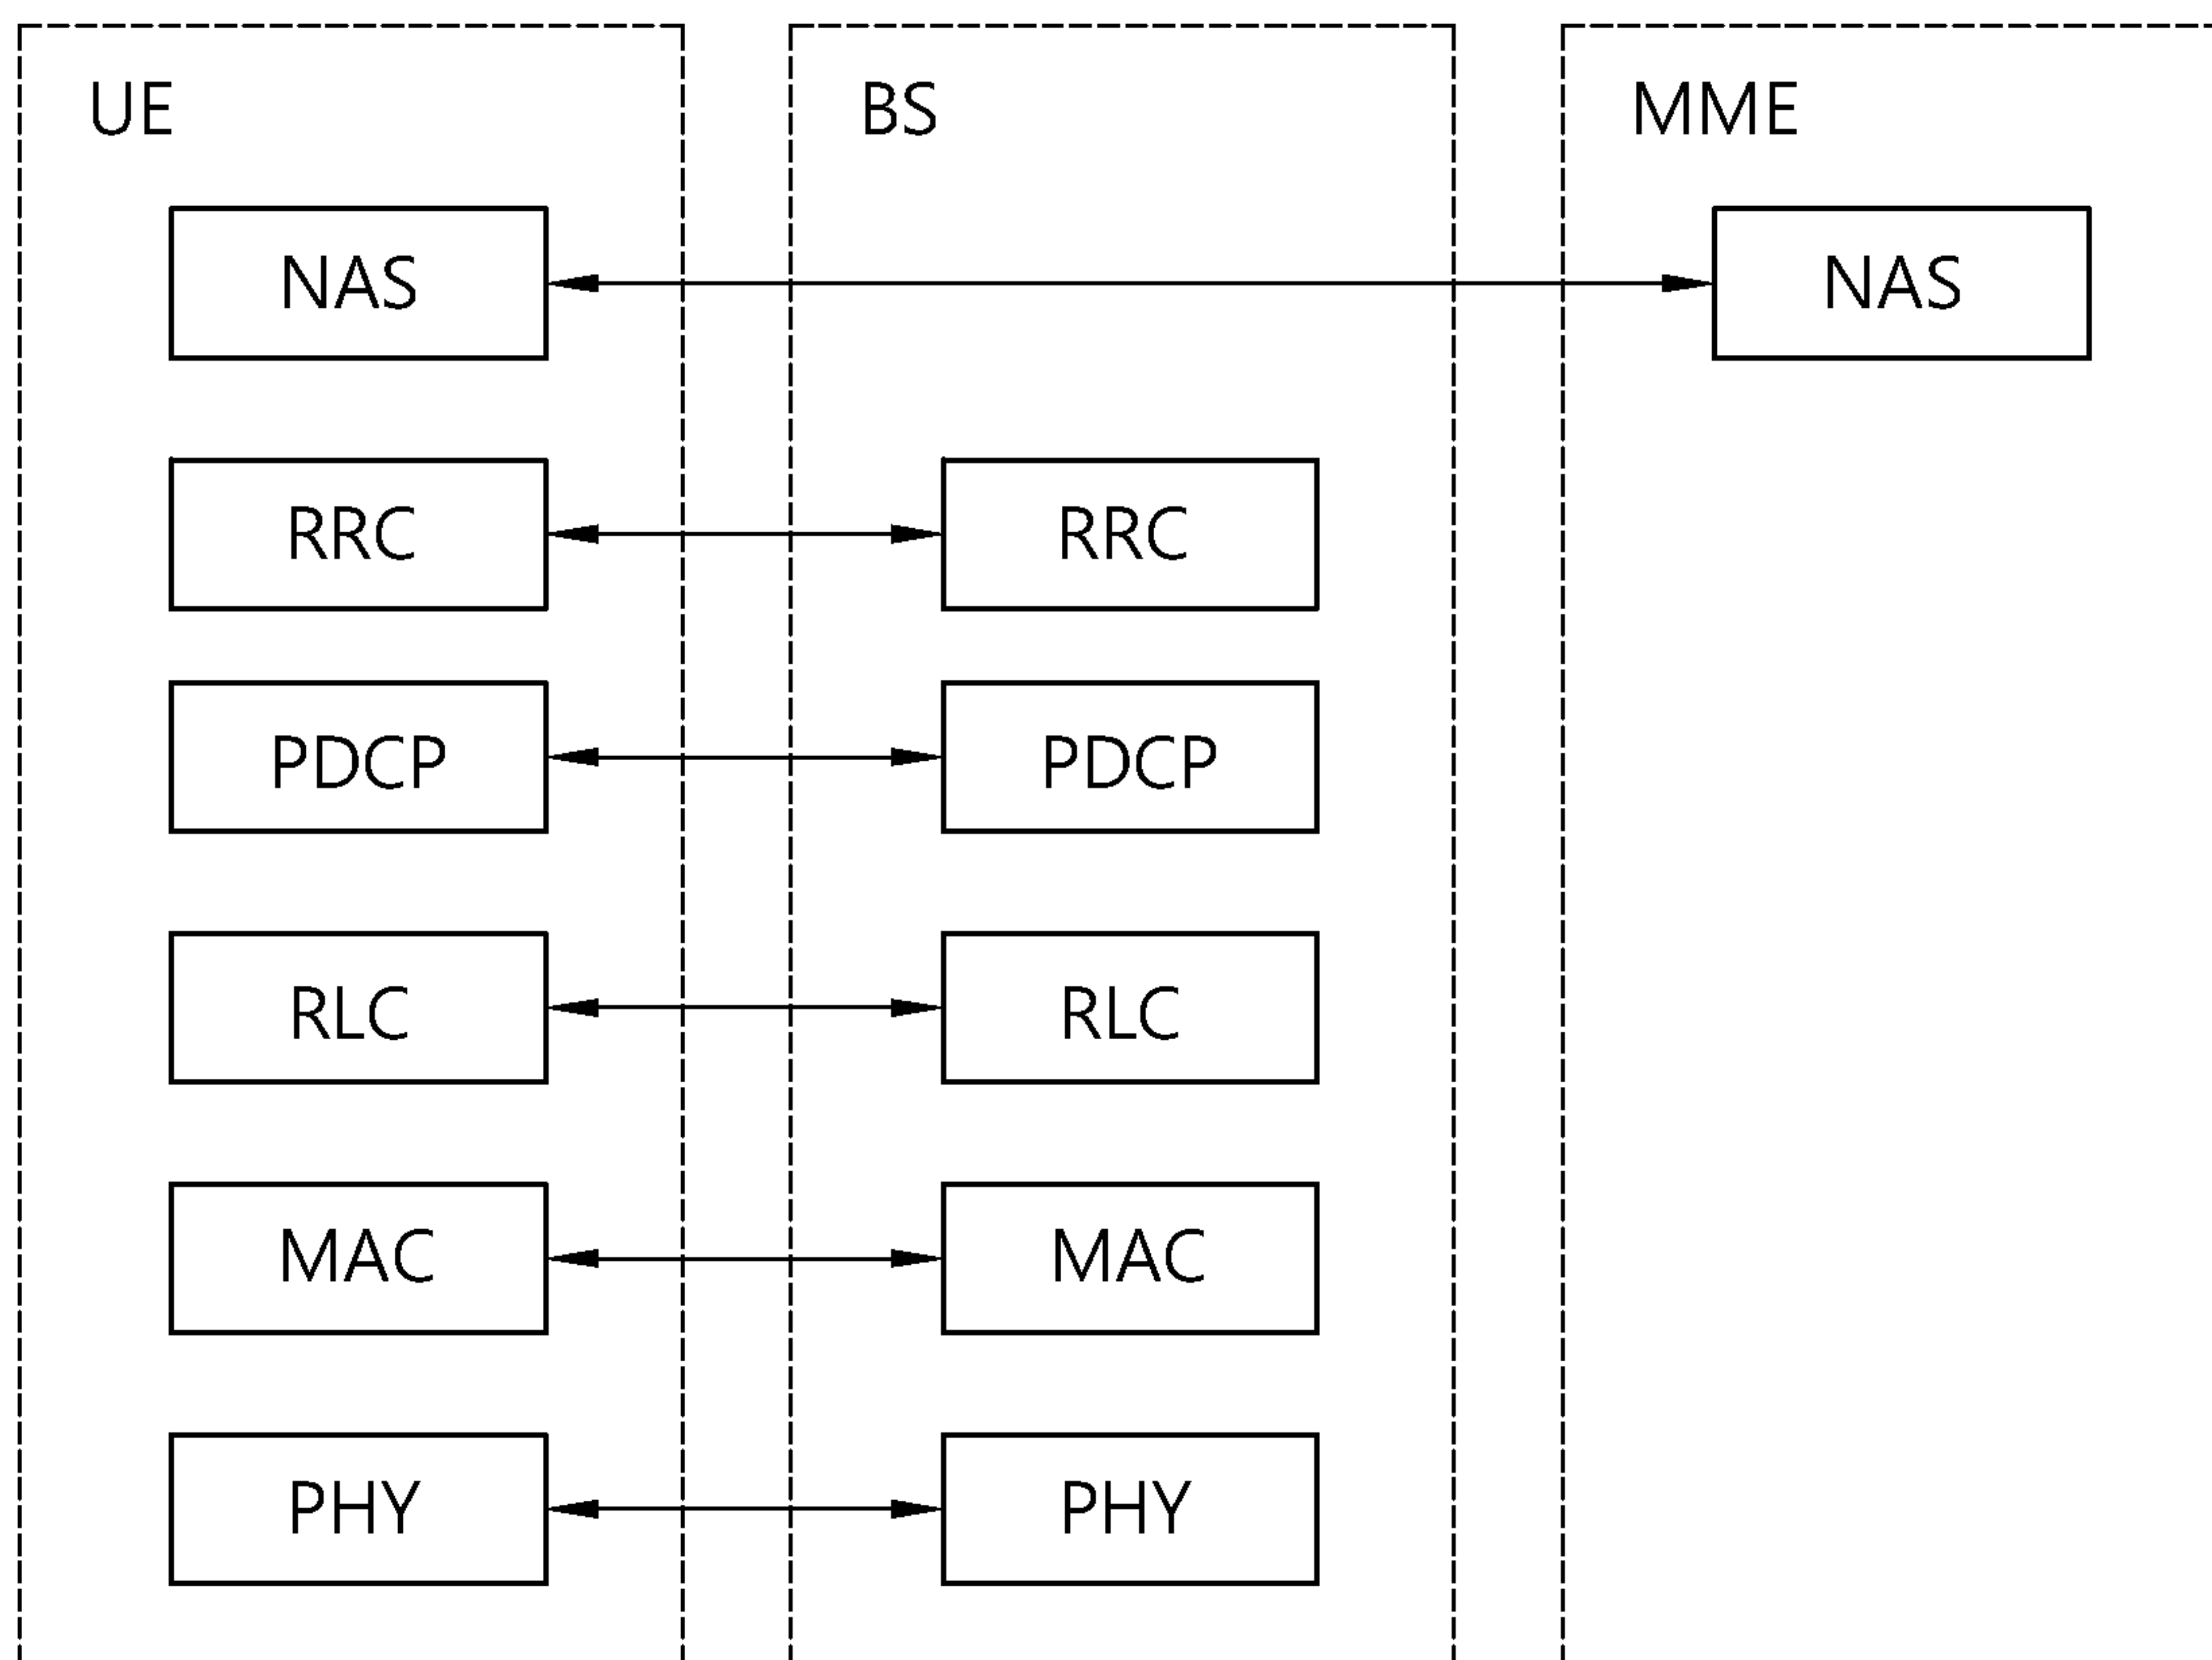 UE BS MME
NAS NAS
RRC RRC
PDCP PDCP
RLC RLC
MAC MAC
PHY PHY